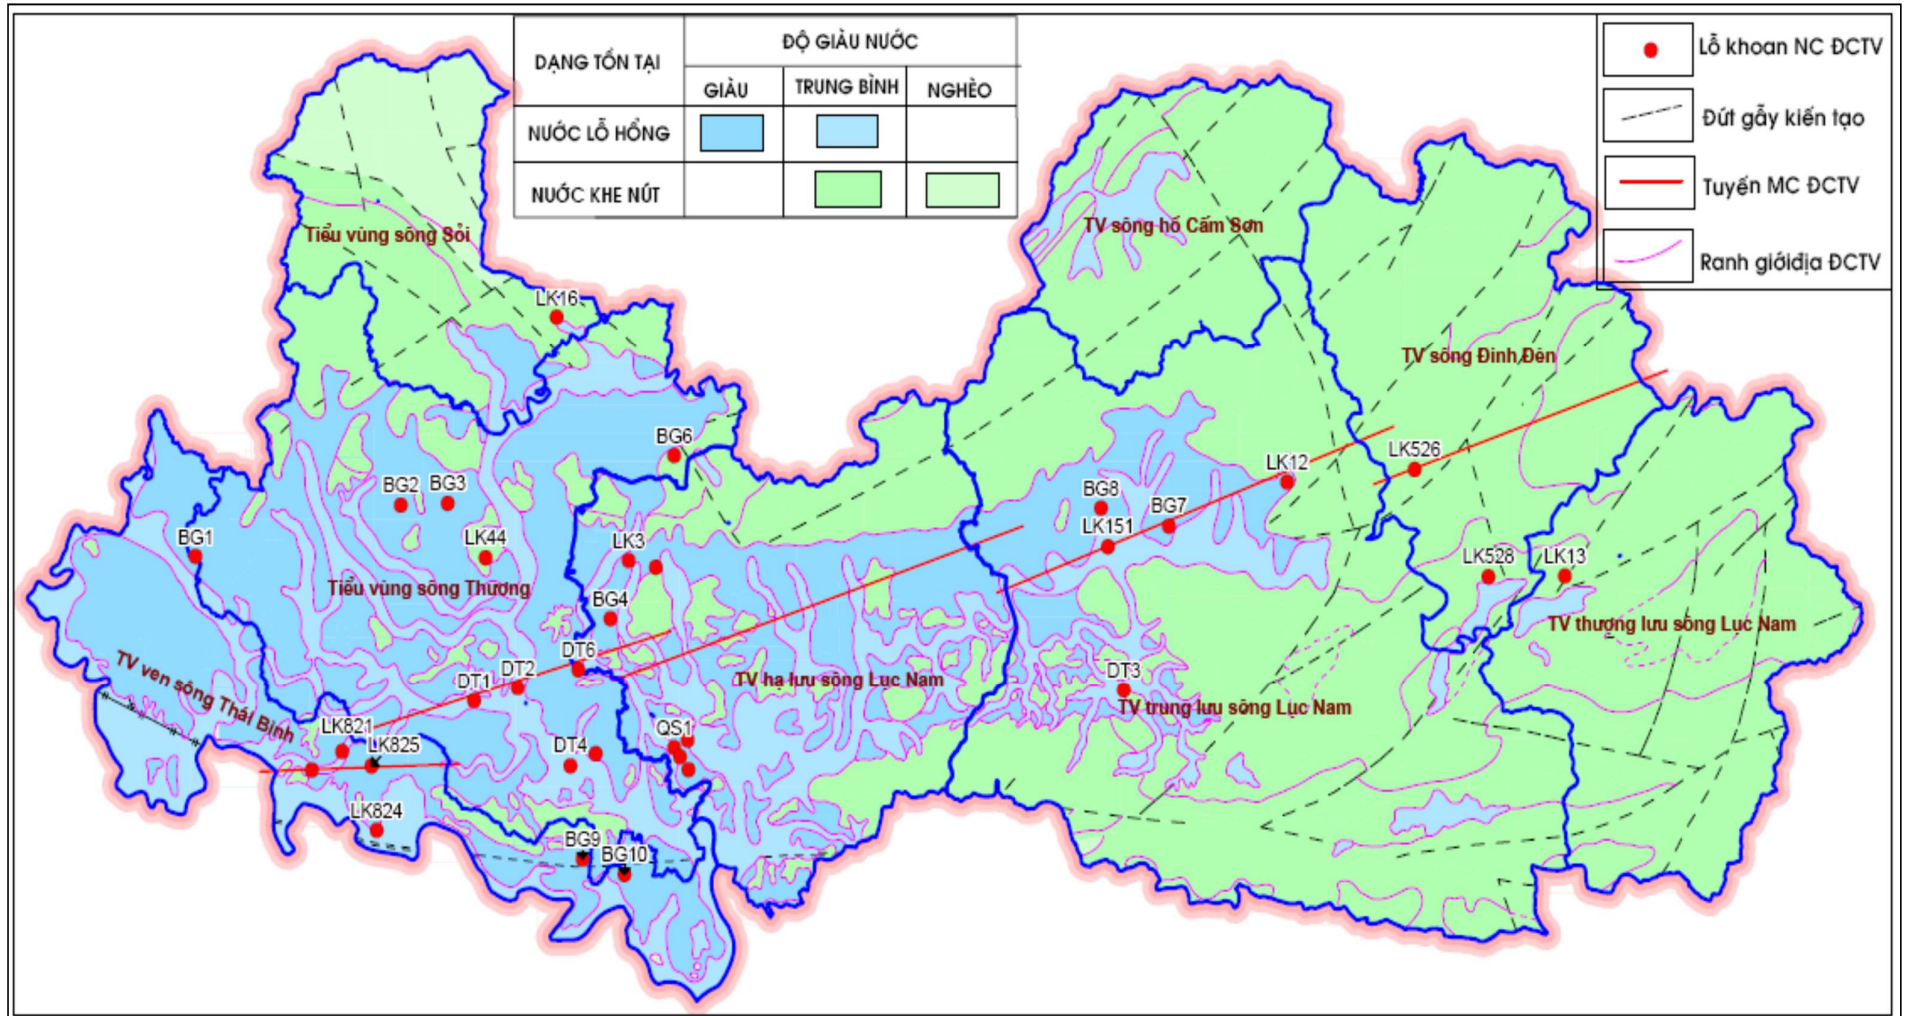 DẠNG TỒN TẠI
ĐỘ GIÀU NƯỚC
GIÀU
TRUNG BÌNH
NGHÈO
NƯỚC LỖ HỔNG
NUỚC KHE NÚT
Lỗ khoan NC ĐCTV
Đứt gẫy kiến tạo
Tuyến MC ĐCTV
Ranh giớiđịa ĐCTV
Tiểu vùng sông Sỏi
TV sông hồ Cấm Sơn
LK16
TV sông Đinh Đèn
BG6
LK526
LK12
BG2
BG3
BG8
BG7
BG1
LK44
LK3
LK151
LK528
LK13
Tiểu vùng sông Thương
BG4
TV thượng lưu sông Lục Nam
TV ven sông Thái Bình
DT6
DT2
DT1
TV hạ lưu sông Lục Nam
DT3
TV trung lưu sông Lục Nam
LK821
LK825
QS1
DT4
LK824
BG9
BG10